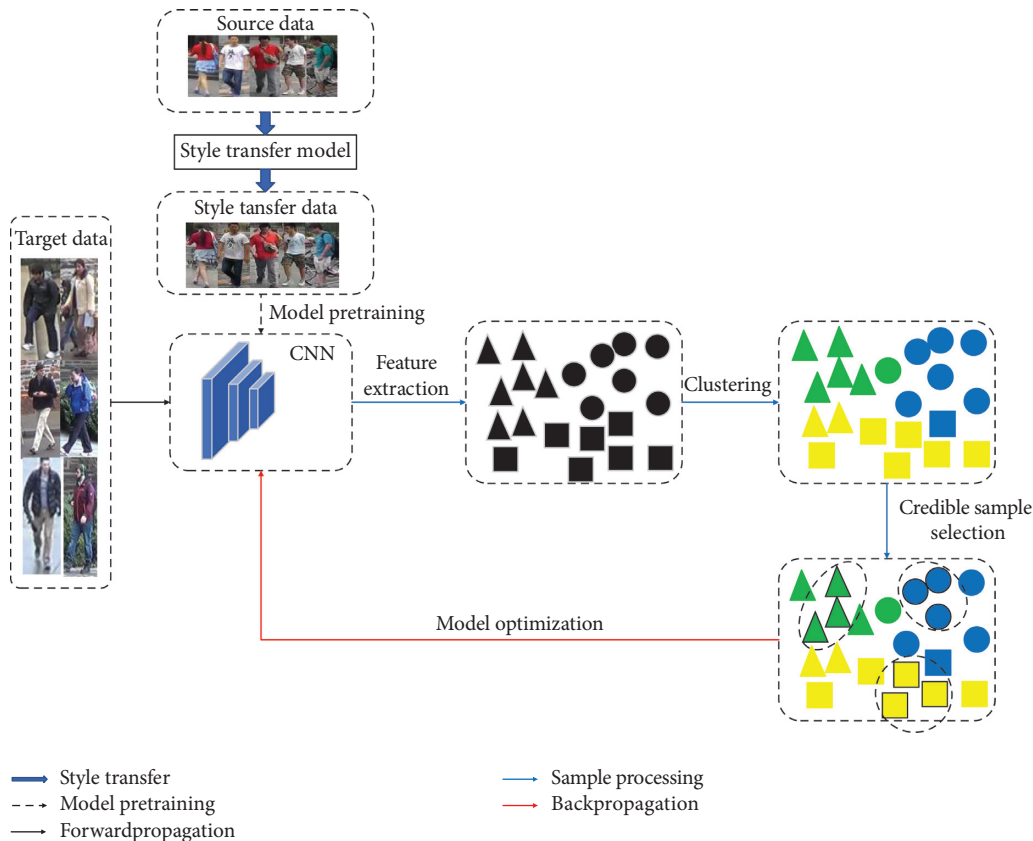 Source data
Style transfer model
Style tansfer data
Target data
Model pretraining
CNN
Feature
extraction
Clustering
Credible sample
selection
Model optimization
Style transfer
Model pretraining
Forwardpropagation
Sample processing
Backpropagation